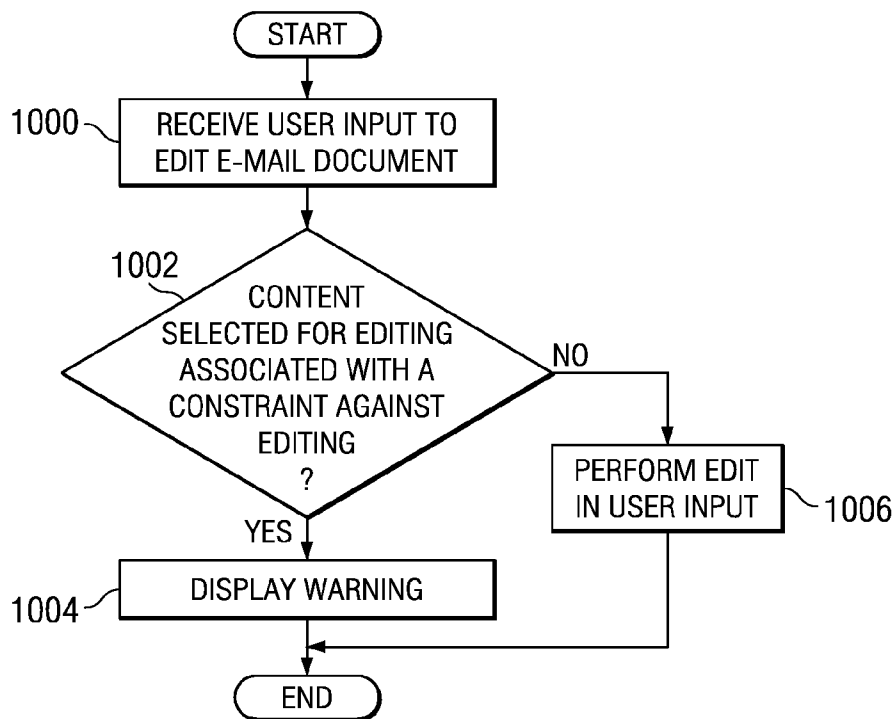 START
1000
RECEIVE USER INPUT TO
EDIT E-MAIL DOCUMENT
1002
CONTENT
SELECTED FOR EDITING
ASSOCIATED WITH A
CONSTRAINT AGAINST
EDITING
?
NO
YES
PERFORM EDIT
IN USER INPUT
1006
1004
DISPLAY WARNING
END